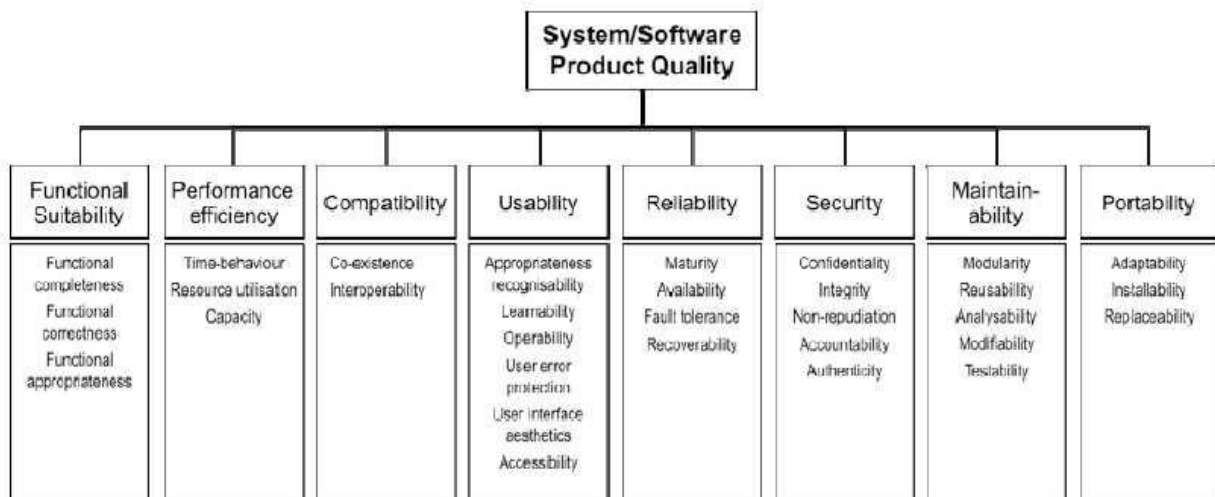 System/Software
Product Quality
Functional
Suitability
Functional
completeness
Functional
correctness
Functional
appropriateness
Performance
efficiency
Time-behaviour
Resource utilisation
Capacity
Compatibility
Co-existence
Interoperability
Usability
Appropriateness
recognisability
Learnability
Operability
User error
protection
User interface
aesthetics
Accessibility
Reliability
Maturity
Availability
Fault tolerance
Recoverability
Security
Confidentiality
Integrity
Non-repudiation
Accountability
Authenticity
Maintain-
ability
Modularity
Reusability
Analysability
Modifiability
Testability
Portability
Adaptability
Installability
Replaceability